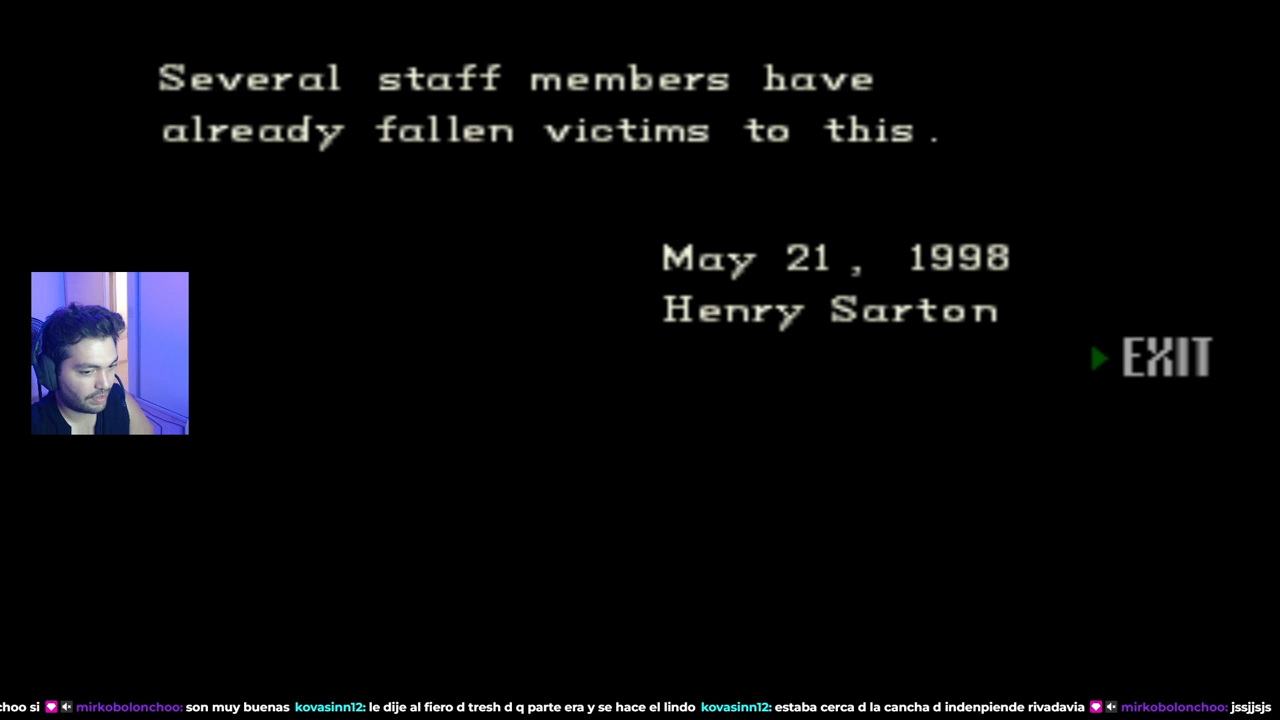 Several staff members have
already fallen victims to this.
May 21, 1998
Henry Sarton
EXIT
choo si mirkobolonchoo: son muy buenas kovasinn12: le dije al fiero d tresh d q parte era y se hace el lindo kovasinn12: estaba cerca d la cancha d indenpiende rivadavia mirkobolonchoo: jssjjsjs